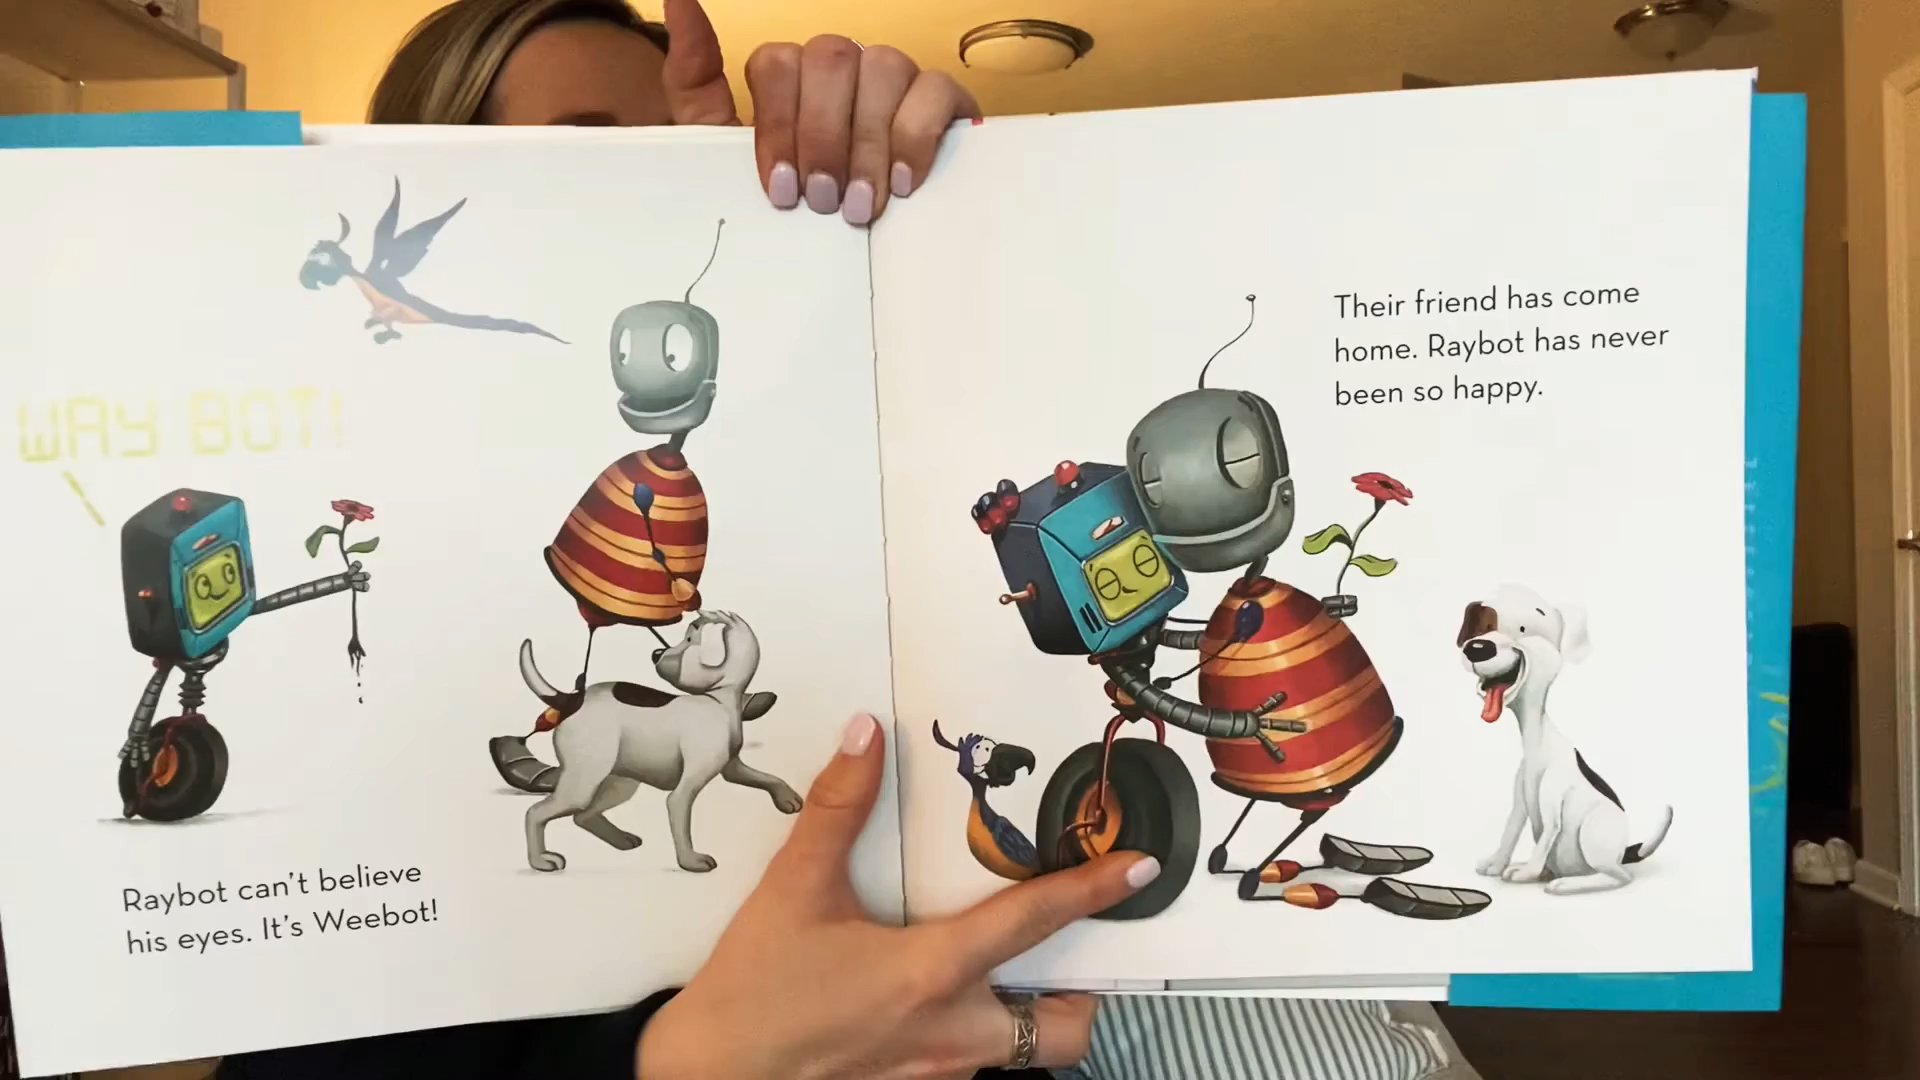 WAY BOT!
Raybot can't believe
his eyes. It's Weebot!
Their friend has come
home. Raybot has never
been so happy.